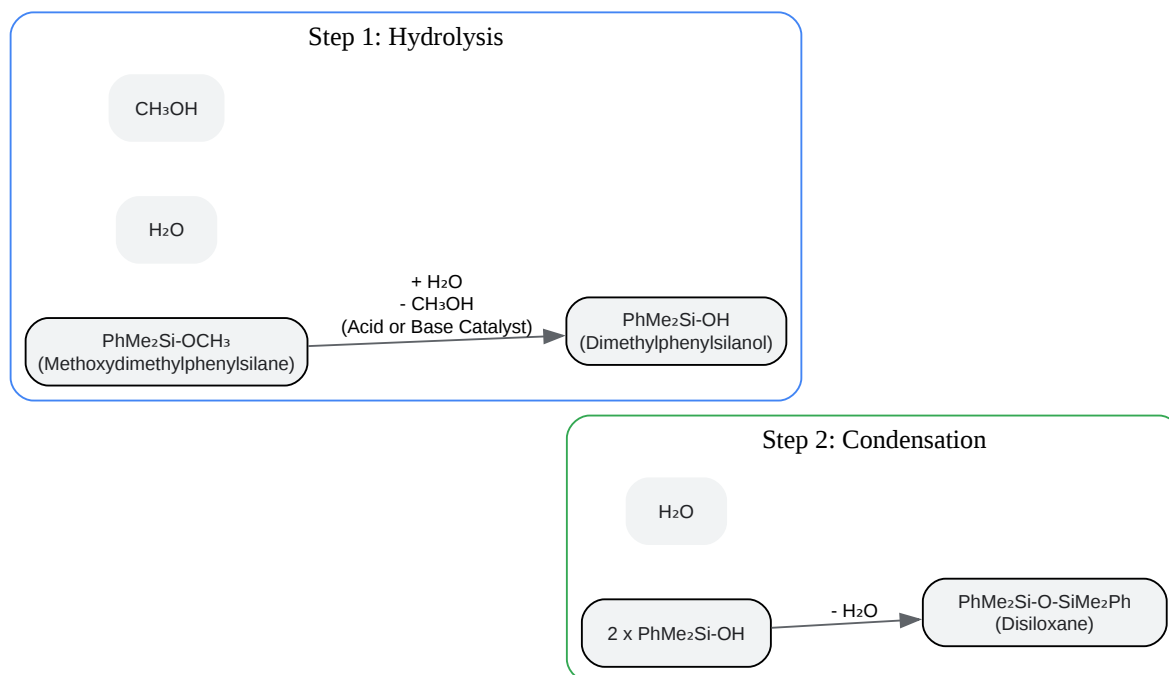 Step 1: Hydrolysis
CH₃OH
H₂O
+ H₂O
- CH₃OH
(Acid or Base Catalyst)
PhMe₂Si-OCH₃
(Methoxydimethylphenylsilane)
PhMe₂Si-OH
(Dimethylphenylsilanol)
Step 2: Condensation
H₂O
2 x PhMe₂Si-OH
- H₂O
PhMe₂Si-O-SiMe₂Ph
(Disiloxane)